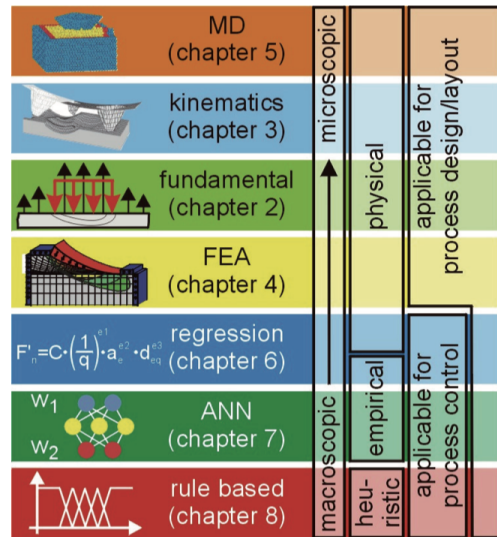 MD
(chapter 5)
kinematics
(chapter 3)
fundamental
(chapter 2)
FEA
(chapter 4)
F'n =C·(1/q)^e1·a_e^e2·d_eq^e3
regression
(chapter 6)
W1
W2
ANN
(chapter 7)
rule based
(chapter 8)
macroscopic
microscopic
physical
empirical
heu-
ristic
applicable for
process design/layout
applicable for
process control